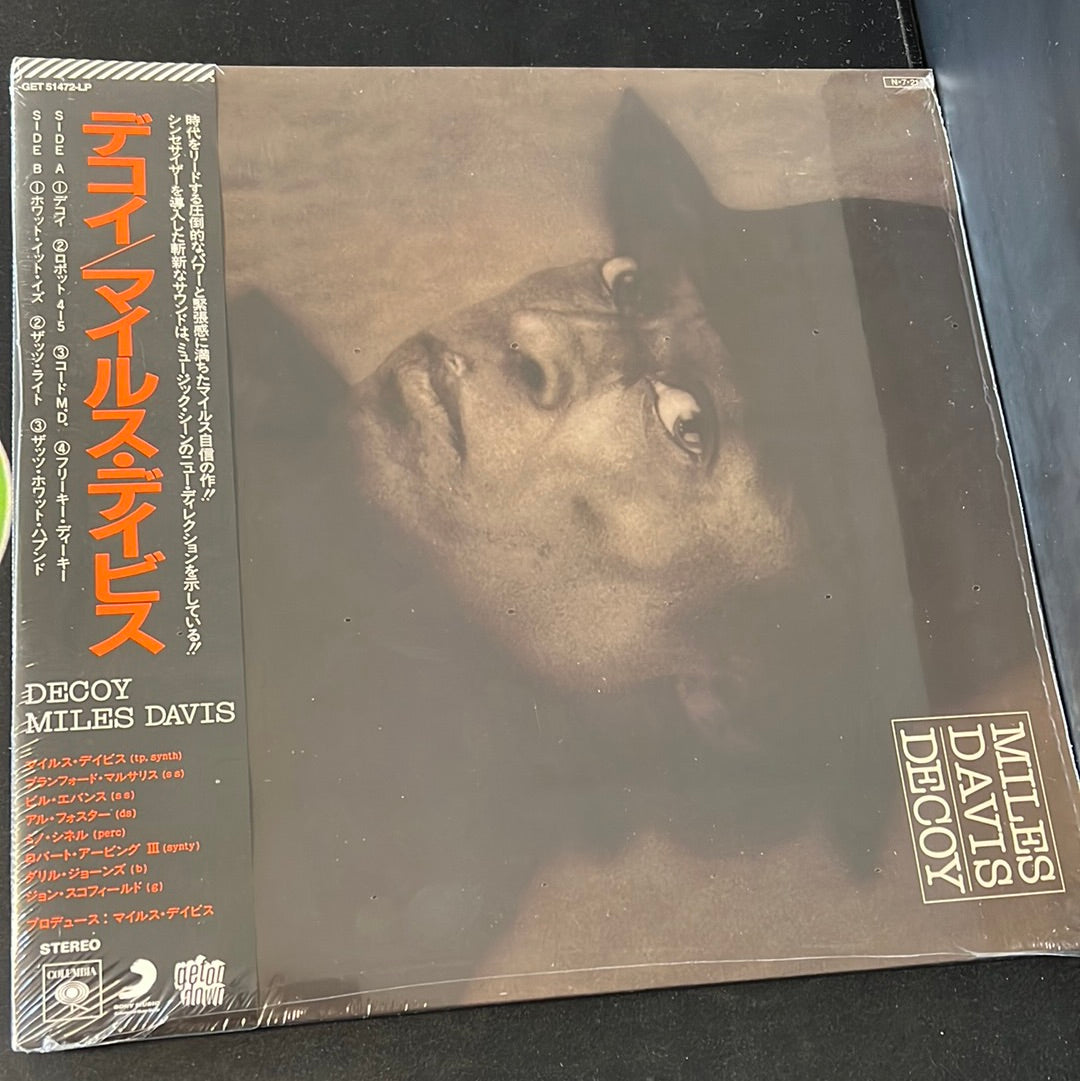 GET 51472-LP
時代をリードする圧倒的なパワーと緊張感に満ちたマイルス自信の作!!
シンセサイザーを導入した斬新なサウンドは、ミュージック・シーンのニュー・ディレクションを示している!!
デコイ/マイルス・デイビス
SIDE A ①デコイ ②ロボット415 ③コードM.D. ④フリーキー・ディーキー
SIDE B ①ホワット・イット・イズ ②ザッツ・ライト ③ザッツ・ホワット・ハプンド
DECOY
MILES DAVIS
マイルス・デイビス (tp. synth)
ブランフォード・マルサリス (ss)
ビル・エバンス (ss)
アル・フォスター (ds)
ミノ・シネル (perc)
ロバート・アービング III (synty)
ダリル・ジョーンズ (b)
ジョン・スコフィールド (g)
プロデュース：マイルス・デイビス
STEREO
COLUMBIA
SONY MUSIC
get on down
MILES
DAVIS
DECOY